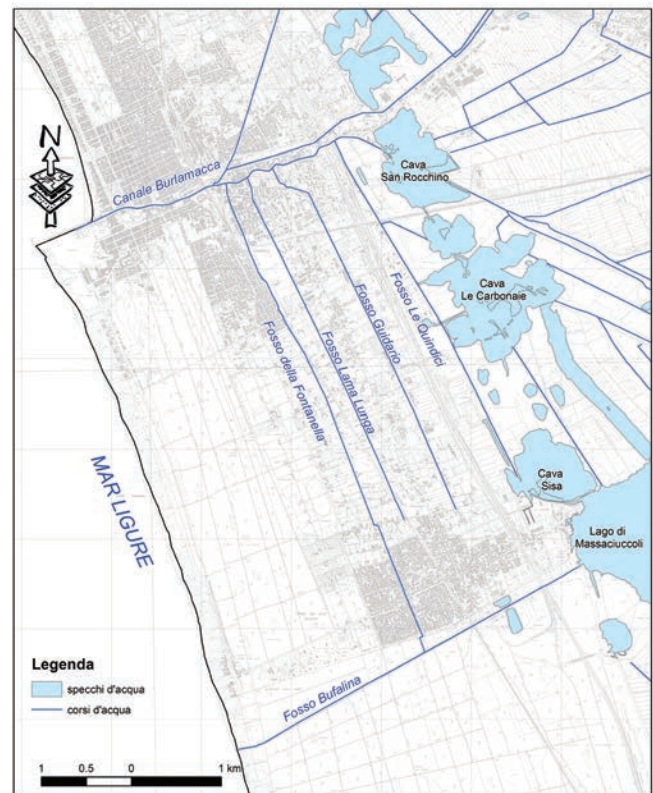 N
Canale Burlamacca
Cava
San Rocchino
Cava
Le Carbonaie
Fosso Le Quindici
Fosso Guidario
Fosso Lama Lunga
Fosso della Fontanella
Cava
Sisa
MAR LIGURE
Lago di
Massaciuccoli
Fosso Bufalina
Legenda
specchi d'acqua
corsi d'acqua
1 0.5 0 1 km